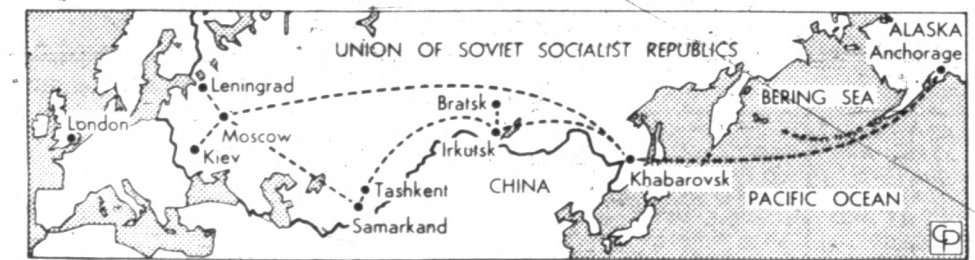 ALASKA
Anchorage
UNION OF SOVIET SOCIALIST REPUBLICS
Leningrad
BERING SEA
Bratsk
London
Moscow
Irkutsk
Kiev
Khabarovsk
CHINA
Tashkent
PACIFIC OCEAN
Samarkand
CP